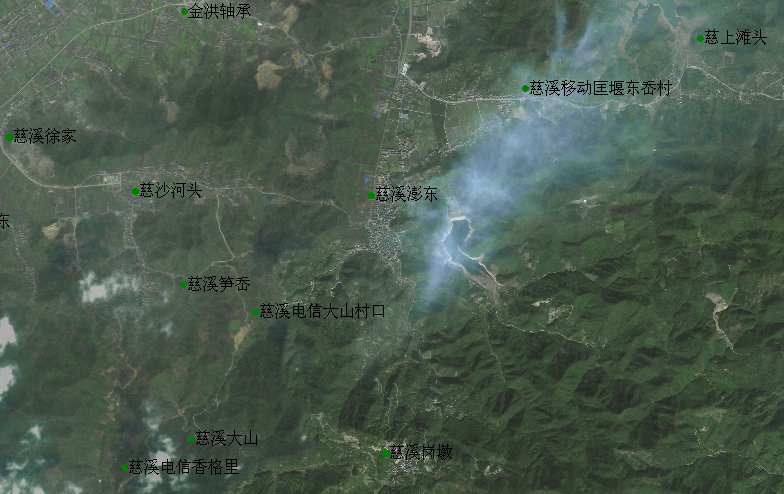 金洪轴承
慈上滩头
慈溪移动匡堰东岙村
慈溪徐家
慈沙河头
慈溪澎东
东
慈溪笋岙
慈溪电信大山村口
慈溪大山
慈溪岗墩
慈溪电信香格里